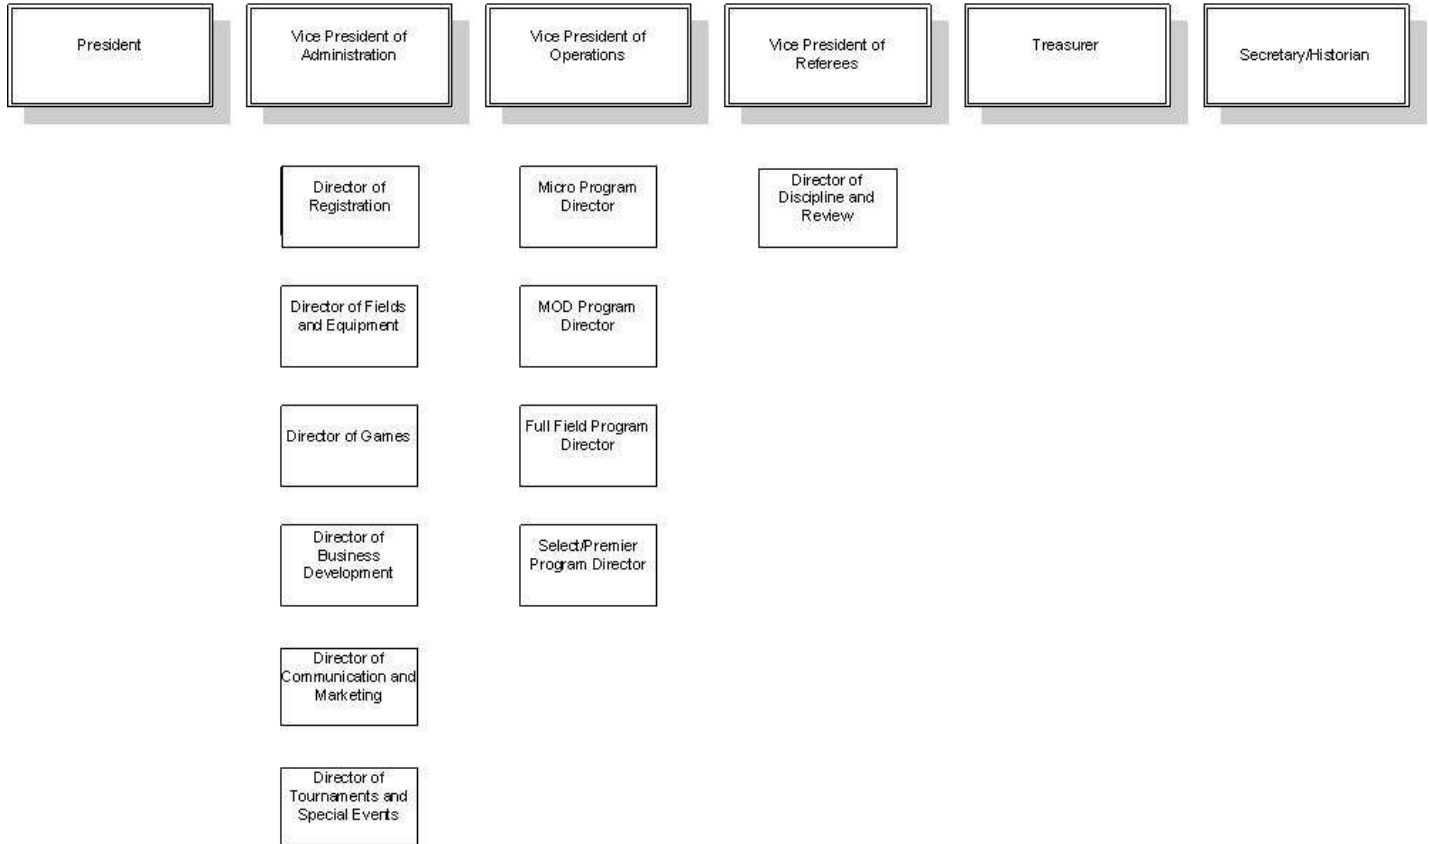 President
Vice President of
Administration
Vice President of
Operations
Vice President of
Referees
Treasurer
Secretary/Historian
Director of
Registration
Micro Program
Director
Director of
Discipline and
Review
Director of Fields
and Equipment
MOD Program
Director
Director of Games
Full Field Program
Director
Director of
Business
Development
Select/Premier
Program Director
Director of
Communication and
Marketing
Director of
Tournaments and
Special Events